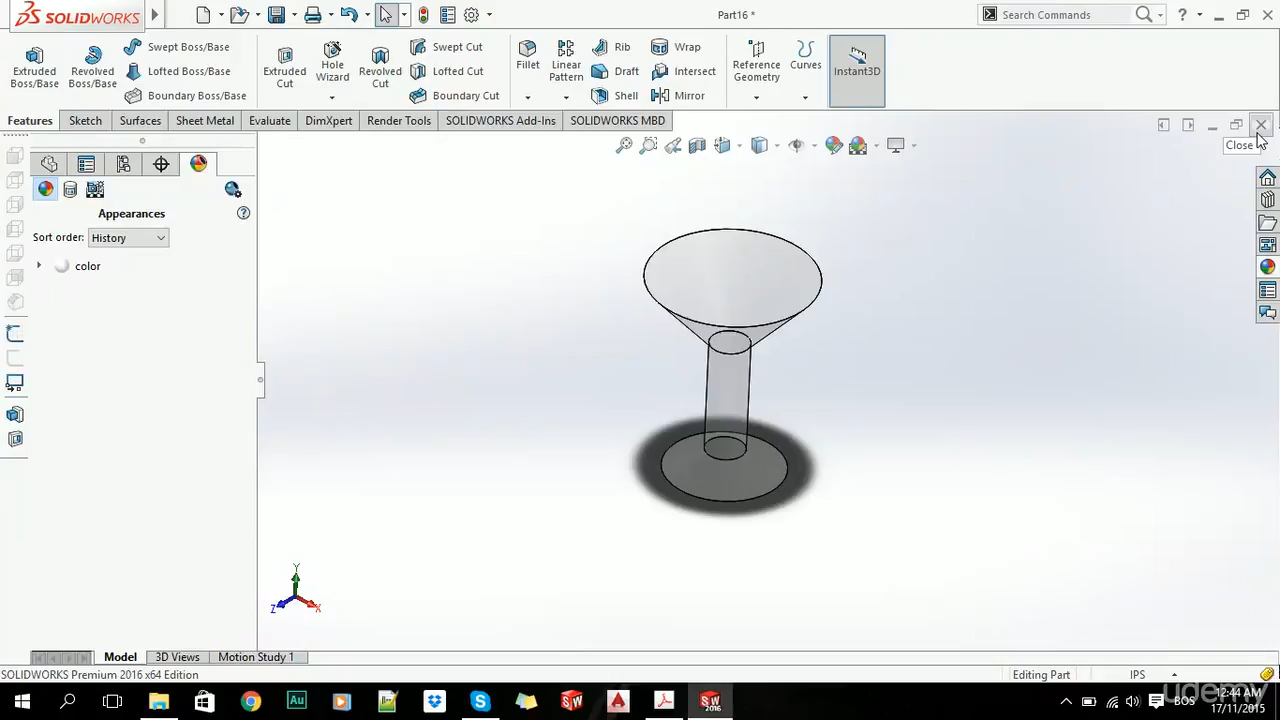 SOLIDWORKS
Part16 *
Search Commands
Extruded Boss/Base
Revolved Boss/Base
Swept Boss/Base
Lofted Boss/Base
Boundary Boss/Base
Extruded Cut
Hole Wizard
Revolved Cut
Swept Cut
Lofted Cut
Boundary Cut
Fillet
Linear Pattern
Rib
Draft
Shell
Wrap
Intersect
Mirror
Reference Geometry
Curves
Instant3D
Features
Sketch
Surfaces
Sheet Metal
Evaluate
DimXpert
Render Tools
SOLIDWORKS Add-Ins
SOLIDWORKS MBD
Close
Appearances
Sort order: History
color
Y
Z
X
Model
3D Views
Motion Study 1
SOLIDWORKS Premium 2016 x64 Edition
Editing Part
IPS
udemy
Au
SW
SW
2016
BOS
12:44 AM
17/11/2015